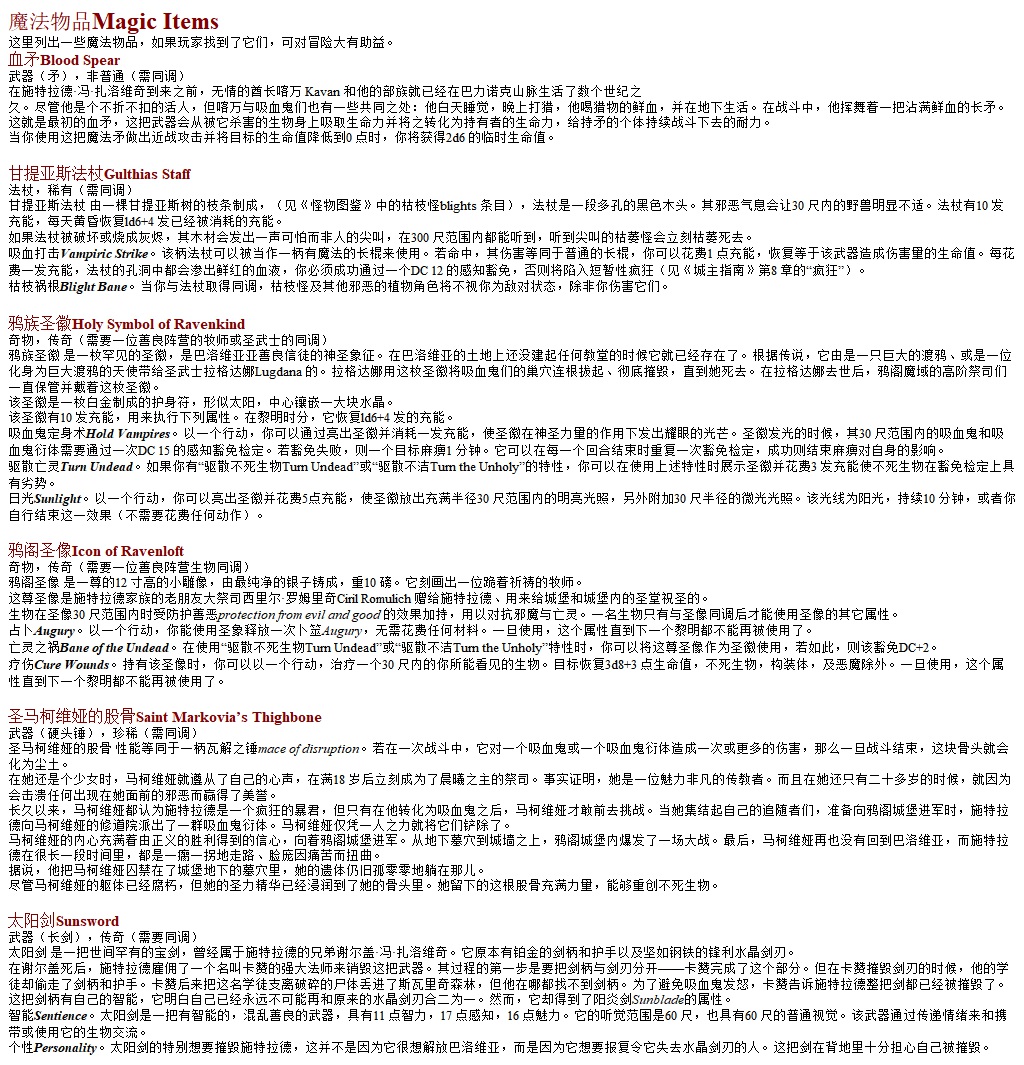 魔法物品Magic Items
这里列出一些魔法物品，如果玩家找到了它们，可对冒险大有助益。
血矛Blood Spear
武器（矛），非普通（需同调）
在施特拉德·冯·扎洛维奇到来之前，无情的酋长喀万 Kavan 和他的部族就已经在巴力诺克山脉生活了数个世纪之
久。尽管他是个不折不扣的活人，但喀万与吸血鬼们也有一些共同之处：他白天睡觉，晚上打猎，他喝猎物的鲜血，并在地下生活。在战斗中，他挥舞着一把沾满鲜血的长矛。
这就是最初的血矛，这把武器会从被它杀害的生物身上吸取生命力并将之转化为持有者的生命力，给持矛的个体持续战斗下去的耐力。
当你使用这把魔法矛做出近战攻击并将目标的生命值降低到0 点时，你将获得2d6 的临时生命值。
甘提亚斯法杖Gulthias Staff
法杖，稀有（需同调）
甘提亚斯法杖 由一棵甘提亚斯树的枝条制成，（见《怪物图鉴》中的枯枝怪blights 条目），法杖是一段多孔的黑色木头。其邪恶气息会让30 尺内的野兽明显不适。法杖有10 发
充能，每天黄昏恢复1d6+4 发已经被消耗的充能。
如果法杖被破坏或烧成灰烬，其木材会发出一声可怕而非人的尖叫，在300 尺范围内都能听到，听到尖叫的枯萎怪会立刻枯萎死去。
吸血打击Vampiric Strike。该柄法杖可以被当作一柄有魔法的长棍来使用。若命中，其伤害等同于普通的长棍，你可以花费1 点充能，恢复等于该武器造成伤害量的生命值。每花
费一发充能，法杖的孔洞中都会渗出鲜红的血液，你必须成功通过一个DC 12 的感知豁免，否则将陷入短暂性疯狂（见《城主指南》第8 章的“疯狂”）。
枯枝祸根Blight Bane。当你与法杖取得同调，枯枝怪及其他邪恶的植物角色将不视你为敌对状态，除非你伤害它们。
鸦族圣徽Holy Symbol of Ravenkind
奇物，传奇（需要一位善良阵营的牧师或圣武士的同调）
鸦族圣徽 是一枚罕见的圣徽，是巴洛维亚亚善良信徒的神圣象征。在巴洛维亚的土地上还没建起任何教堂的时候它就已经存在了。根据传说，它由是一只巨大的渡鸦、或是一位
化身为巨大渡鸦的天使带给圣武士拉格达娜Lugdana 的。拉格达娜用这枚圣徽将吸血鬼们的巢穴连根拔起、彻底摧毁，直到她死去。在拉格达娜去世后，鸦阁魔域的高阶祭司们
一直保管并戴着这枚圣徽。
该圣徽是一枚白金制成的护身符，形似太阳，中心镶嵌一大块水晶。
该圣徽有10 发充能，用来执行下列属性。在黎明时分，它恢复1d6+4 发的充能。
吸血鬼定身术Hold Vampires。以一个行动，你可以通过亮出圣徽并消耗一发充能，使圣徽在神圣力量的作用下发出耀眼的光芒。圣徽发光的时候，其30 尺范围内的吸血鬼和吸
血鬼衍体需要通过一次DC 15 的感知豁免检定。若豁免失败，则一个目标麻痹1 分钟。它可以在每一个回合结束时重复一次豁免检定，成功则结束麻痹对自身的影响。
驱散亡灵Turn Undead。如果你有“驱散不死生物Turn Undead”或“驱散不洁Turn the Unholy”的特性，你可以在使用上述特性时展示圣徽并花费3 发充能使不死生物在豁免检定上具
有劣势。
日光Sunlight。以一个行动，你可以亮出圣徽并花费5点充能，使圣徽放出充满半径30 尺范围内的明亮光照，另外附加30 尺半径的微光光照。该光线为阳光，持续10 分钟，或者你
自行结束这一效果（不需要花费任何动作）。
鸦阁圣像Icon of Ravenloft
奇物，传奇（需要一位善良阵营生物同调）
鸦阁圣像 是一尊的12 寸高的小雕像，由最纯净的银子铸成，重10 磅。它刻画出一位跪着祈祷的牧师。
这尊圣像是施特拉德家族的老朋友大祭司西里尔·罗姆里奇Ciril Romulich 赠给施特拉德、用来给城堡和城堡内的圣堂祝圣的。
生物在圣像30 尺范围内时受防护善恶protection from evil and good 的效果加持，用以对抗邪魔与亡灵。一名生物只有与圣像同调后才能使用圣像的其它属性。
占卜Augury。以一个行动，你能使用圣象释放一次卜筮Augury，无需花费任何材料。一旦使用，这个属性直到下一个黎明都不能再被使用了。
亡灵之祸Bane of the Undead。在使用“驱散不死生物Turn Undead”或“驱散不洁Turn the Unholy”特性时，你可以将这尊圣像作为圣徽使用，若如此，则该豁免DC+2。
疗伤Cure Wounds。持有该圣像时，你可以以一个行动，治疗一个30 尺内的你所能看见的生物。目标恢复3d8+3 点生命值，不死生物，构装体，及恶魔除外。一旦使用，这个属
性直到下一个黎明都不能再被使用了。
圣马柯维娅的股骨Saint Markovia’s Thighbone
武器（硬头锤），珍稀（需同调）
圣马柯维娅的股骨 性能等同于一柄瓦解之锤mace of disruption。若在一次战斗中，它对一个吸血鬼或一个吸血鬼衍体造成一次或更多的伤害，那么一旦战斗结束，这块骨头就会
化为尘土。
在她还是个少女时，马柯维娅就遵从了自己的心声，在满18 岁后立刻成为了晨曦之主的祭司。事实证明，她是一位魅力非凡的传教者。而且在她还只有二十多岁的时候，就因为
会击溃任何出现在她面前的邪恶而赢得了美誉。
长久以来，马柯维娅都认为施特拉德是一个疯狂的暴君，但只有在他转化为吸血鬼之后，马柯维娅才敢前去挑战。当她集结起自己的追随者们，准备向鸦阁城堡进军时，施特拉
德向马柯维娅的修道院派出了一群吸血鬼衍体。马柯维娅仅凭一人之力就将它们铲除了。
马柯维娅的内心充满着由正义的胜利得到的信心，向着鸦阁城堡进军。从地下墓穴到城墙之上，鸦阁城堡内爆发了一场大战。最后，马柯维娅再也没有回到巴洛维亚，而施特拉
德在很长一段时间里，都是一瘸一拐地走路、脸庞因痛苦而扭曲。
据说，他把马柯维娅囚禁在了城堡地下的墓穴里，她的遗体仍旧孤零零地躺在那儿。
尽管马柯维娅的躯体已经腐朽，但她的圣力精华已经浸润到了她的骨头里。她留下的这根股骨充满力量，能够重创不死生物。
太阳剑Sunsword
武器（长剑），传奇（需要同调）
太阳剑 是一把世间罕有的宝剑，曾经属于施特拉德的兄弟谢尔盖·冯·扎洛维奇。它原本有铂金的剑柄和护手以及坚如钢铁的锋利水晶剑刃。
在谢尔盖死后，施特拉德雇佣了一个名叫卡赞的强大法师来销毁这把武器。其过程的第一步是要把剑柄与剑刃分开——卡赞完成了这个部分。但在卡赞摧毁剑刃的时候，他的学
徒却偷走了剑柄和护手。卡赞后来把这名学徒支离破碎的尸体丢进了斯瓦里奇森林，但他在哪都找不到剑柄。为了避免吸血鬼发怒，卡赞告诉施特拉德整把剑都已经被摧毁了。
这把剑柄有自己的智能，它明白自己已经永远不可能再和原来的水晶剑刃合二为一。然而，它却得到了阳炎剑Sunblade的属性。
智能Sentience。太阳剑是一把有智能的，混乱善良的武器，具有11 点智力，17 点感知，16 点魅力。它的听觉范围是60 尺，也具有60 尺的普通视觉。该武器通过传递情绪来和携
带或使用它的生物交流。
个性Personality。太阳剑的特别想要摧毁施特拉德，这并不是因为它很想解放巴洛维亚，而是因为它想要报复令它失去水晶剑刃的人。这把剑在背地里十分担心自己被摧毁。